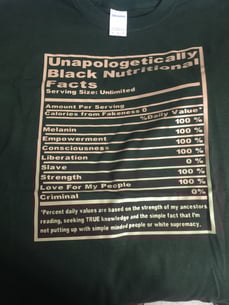 Unapologetically
Black Nutritional
Facts
Serving Size: Unlimited
Amount Per Serving
Calories from Fakeness 0
%Daily Value*
Melanin 100 %
Empowerment 100 %
Consciousness 100 %
Liberation 100 %
Slave 0 %
Strength 100 %
Love For My People 100 %
Criminal 0%
*Percent daily values are based on the strength of my ancestors
reading, seeking TRUE knowledge and the simple fact that I'm
not putting up with simple minded people or white supremacy.